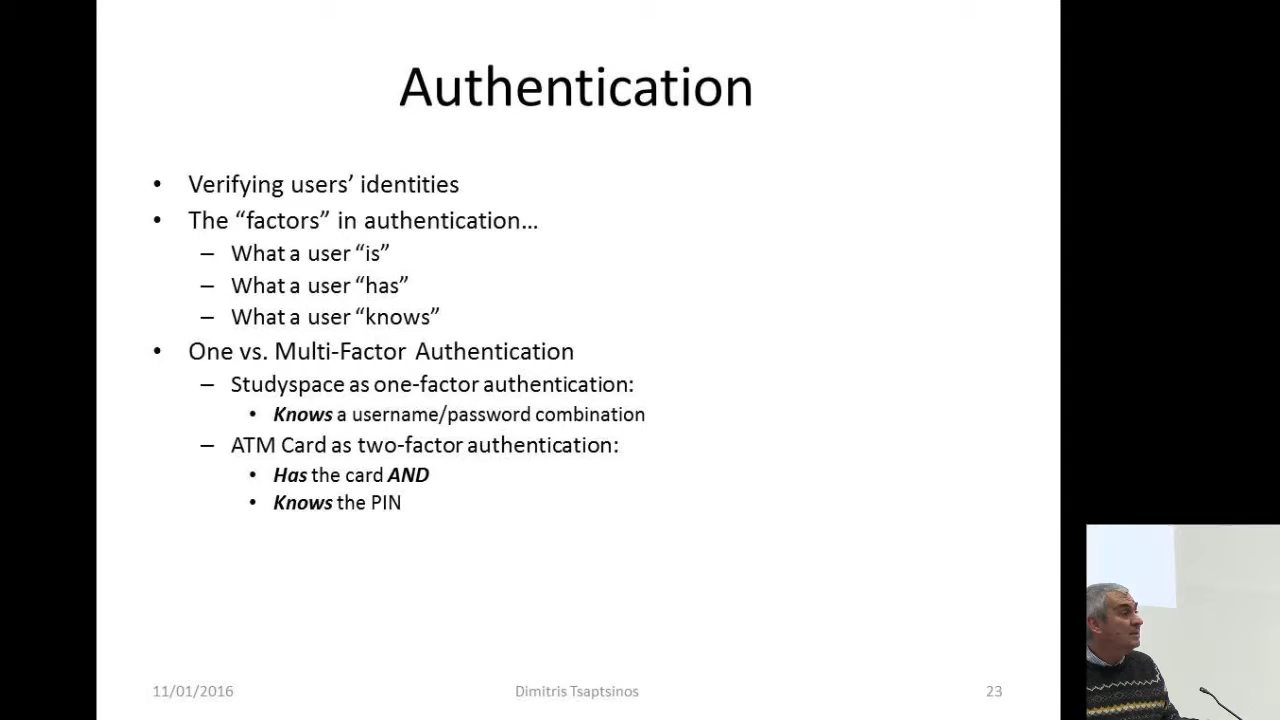 Authentication
• Verifying users’ identities
• The “factors” in authentication…
– What a user “is”
– What a user “has”
– What a user “knows”
• One vs. Multi-Factor Authentication
– Studyspace as one-factor authentication:
• Knows a username/password combination
– ATM Card as two-factor authentication:
• Has the card AND
• Knows the PIN
11/01/2016 Dimitris Tsaptsinos 23